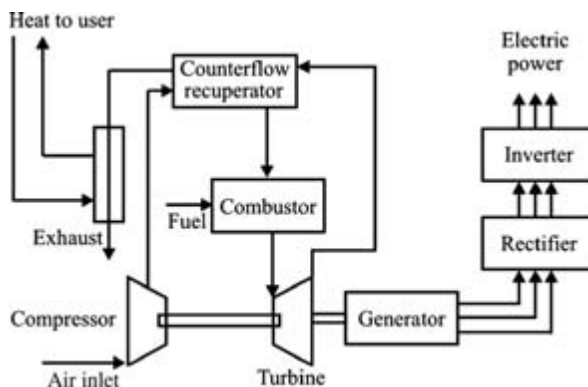 Heat to user
Counterflow
recuperator
Electric
power
Inverter
Combustor
Fuel
Exhaust
Rectifier
Compressor
Generator
Air inlet
Turbine